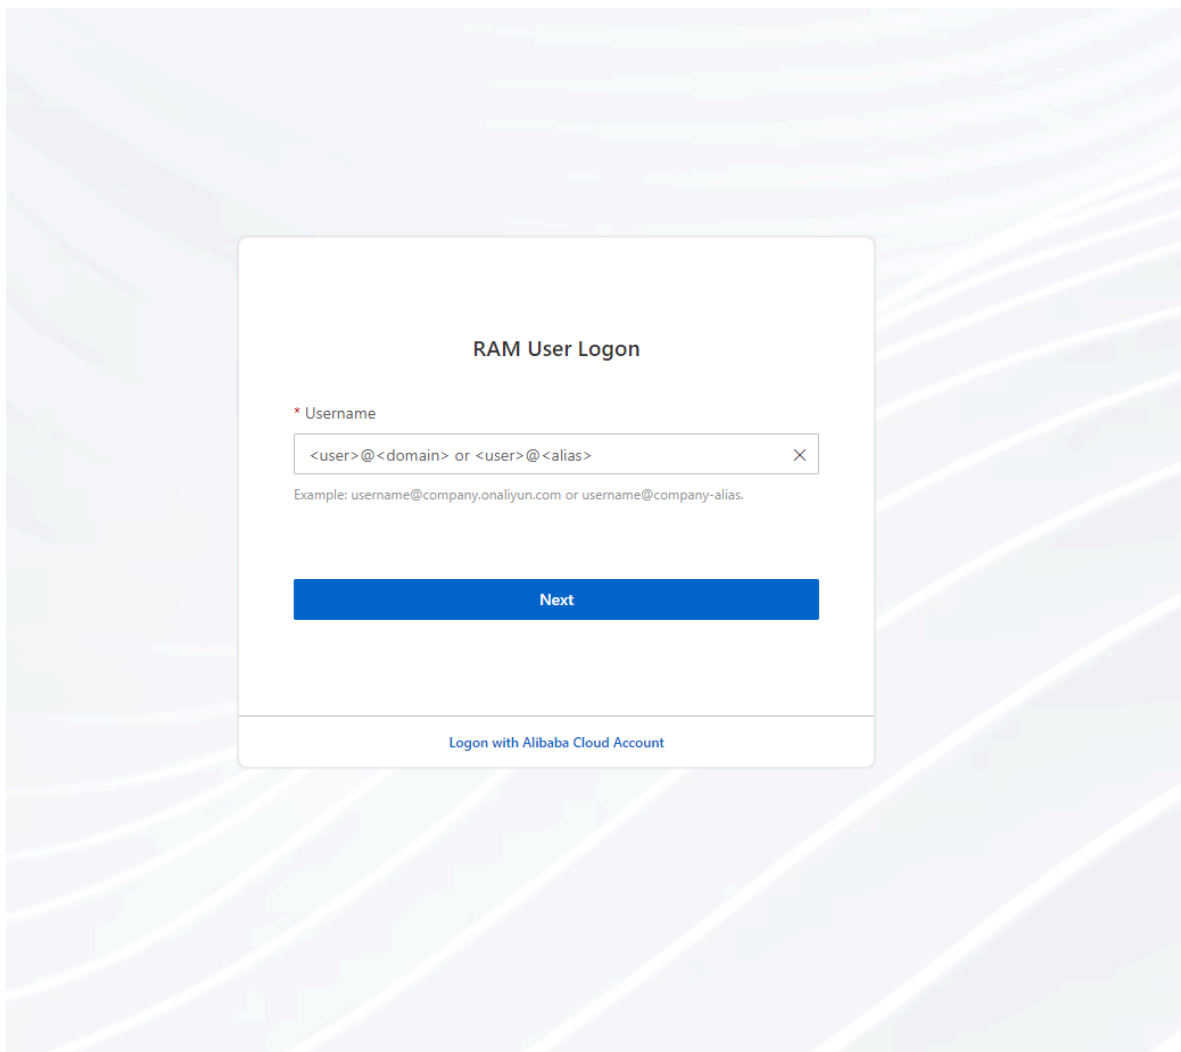 RAM User Logon
* Username
<user>@<domain> or <user>@<alias>
Example: username@company.onaliyun.com or username@company-alias.
Next
Logon with Alibaba Cloud Account